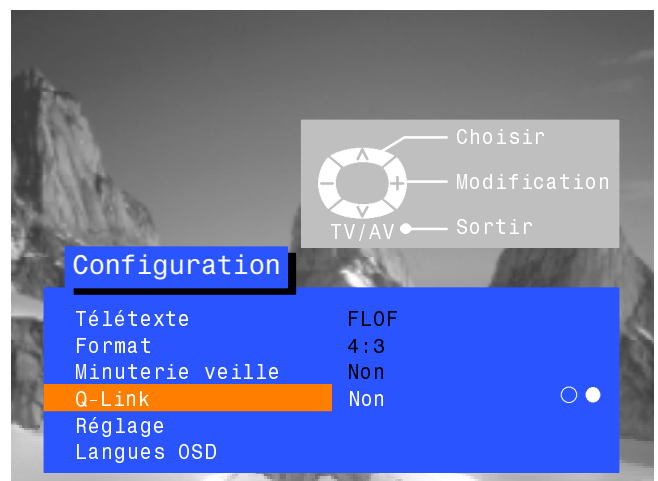 Choisir
Modification
TV/AV Sortir
Configuration
Télétexte FLOF
Format 4:3
Minuterie veille Non
Q-Link Non
Réglage
Langues OSD